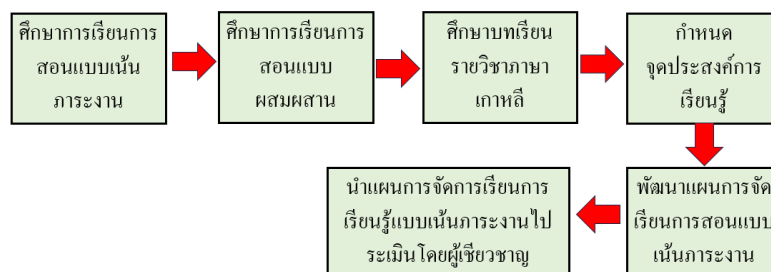 ศึกษาการเรียนการ
สอนแบบเน้น
ภาระงาน
ศึกษาการเรียนการ
สอนแบบ
ผสมผสาน
ศึกษาบทเรียน
รายวิชาภาษา
เกาหลี
กำหนด
จุดประสงค์การ
เรียนรู้
พัฒนาแผนการจัด
เรียนการสอนแบบ
เน้นภาระงาน
นำแผนการจัดการเรียนการ
เรียนรู้แบบเน้นภาระงานไป
ระเมินโดยผู้เชียวชาญ